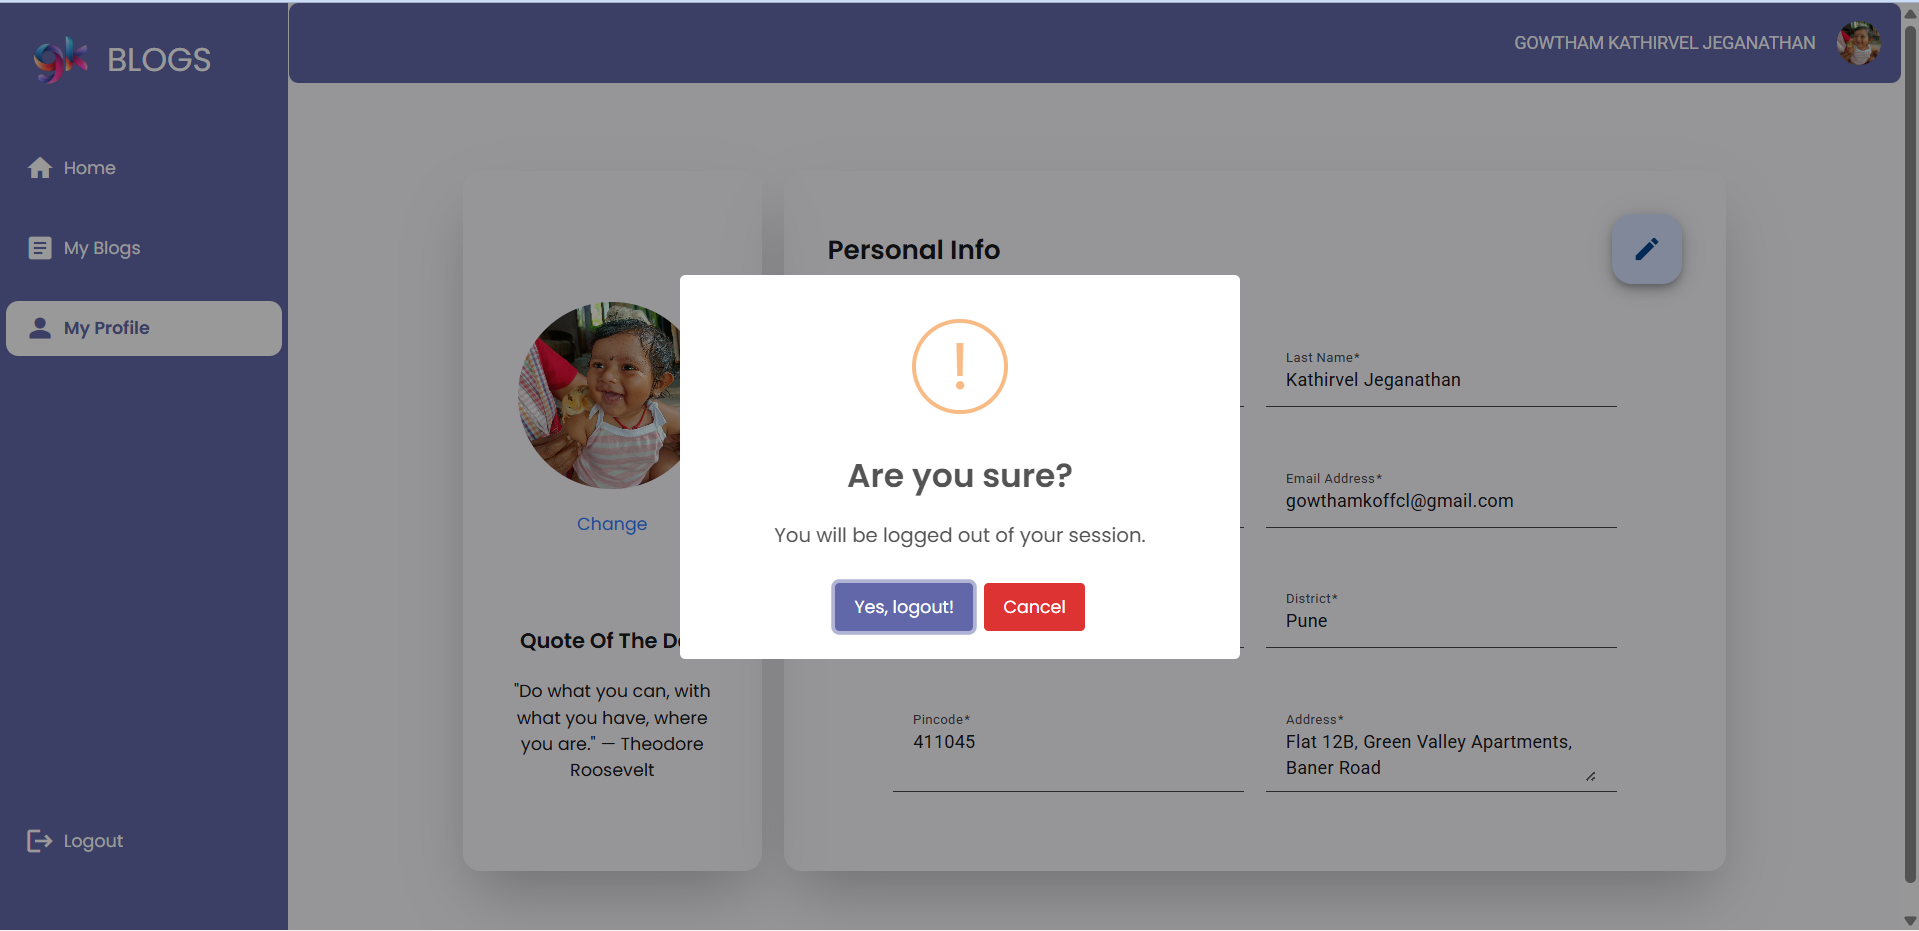 gk BLOGS
GOWTHAM KATHIRVEL JEGANATHAN
Home
My Blogs
My Profile
Logout
Change
Quote Of The D
"Do what you can, with
what you have, where
you are." — Theodore
Roosevelt
Personal Info
Last Name*
Kathirvel Jeganathan
Email Address*
gowthamkoffcl@gmail.com
District*
Pune
Pincode*
411045
Address*
Flat 12B, Green Valley Apartments,
Baner Road
!
Are you sure?
You will be logged out of your session.
Yes, logout!
Cancel